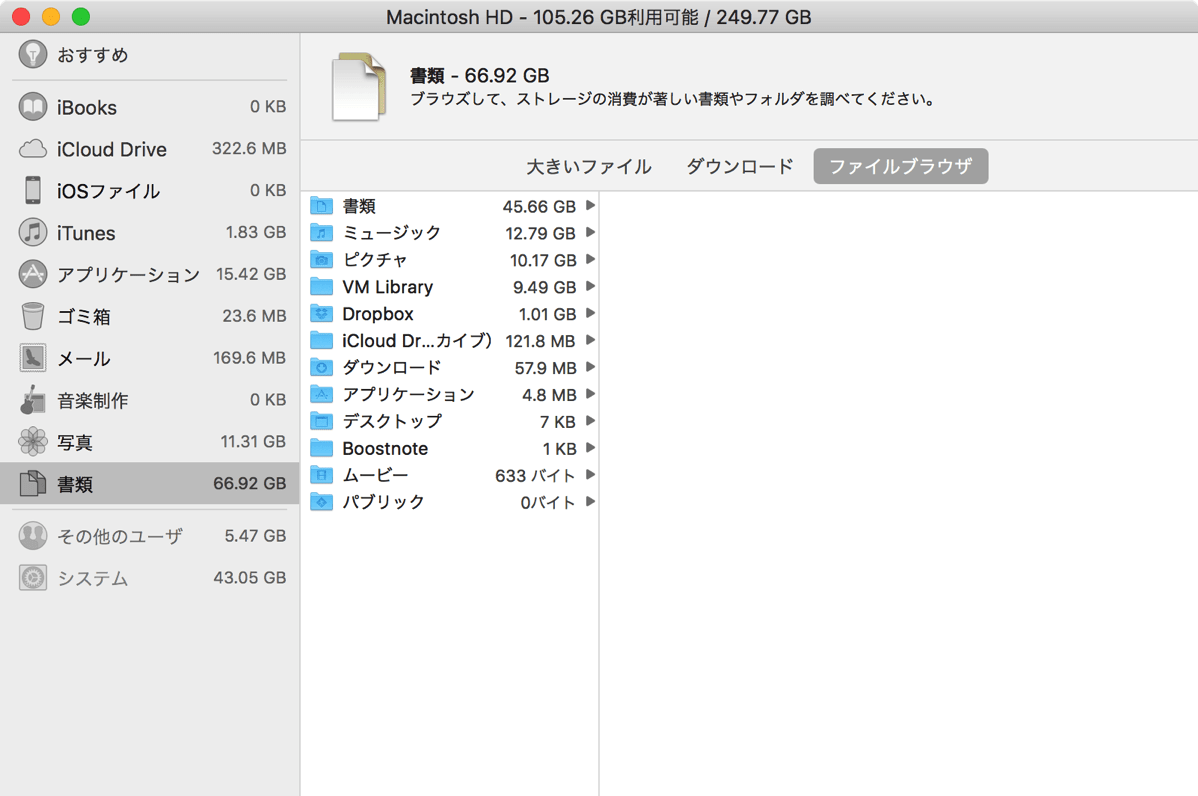 Macintosh HD - 105.26 GB利用可能 / 249.77 GB
おすすめ
iBooks 0 KB
iCloud Drive 322.6 MB
iOSファイル 0 KB
iTunes 1.83 GB
アプリケーション 15.42 GB
ゴミ箱 23.6 MB
メール 169.6 MB
音楽制作 0 KB
写真 11.31 GB
書類 66.92 GB
その他のユーザ 5.47 GB
システム 43.05 GB
書類 - 66.92 GB
ブラウズして、ストレージの消費が著しい書類やフォルダを調べてください。
大きいファイル ダウンロード ファイルブラウザ
書類 45.66 GB
ミュージック 12.79 GB
ピクチャ 10.17 GB
VM Library 9.49 GB
Dropbox 1.01 GB
iCloud Dr...カイブ） 121.8 MB
ダウンロード 57.9 MB
アプリケーション 4.8 MB
デスクトップ 7 KB
Boostnote 1 KB
ムービー 633 バイト
パブリック 0バイト